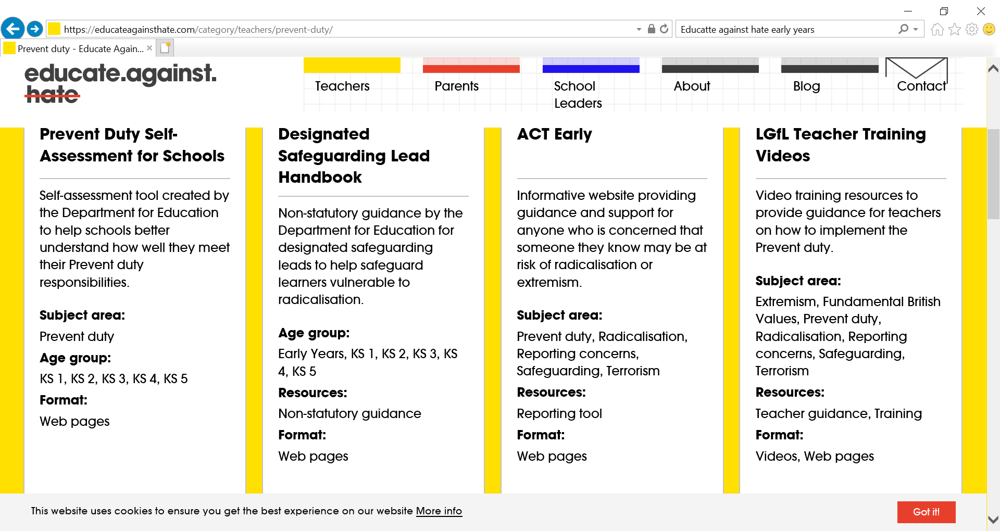 https://educateagainsthate.com/category/teachers/prevent-duty/
Educatte against hate early years
Prevent duty - Educate Again...
educate.against.
hate
Teachers
Parents
School
Leaders
About
Blog
Contact
Prevent Duty Self-
Assessment for Schools
Self-assessment tool created by
the Department for Education
to help schools better
understand how well they meet
their Prevent duty
responsibilities.
Subject area:
Prevent duty
Age group:
KS 1, KS 2, KS 3, KS 4, KS 5
Format:
Web pages
Designated
Safeguarding Lead
Handbook
Non-statutory guidance by the
Department for Education for
designated safeguarding
leads to help safeguard
learners vulnerable to
radicalisation.
Age group:
Early Years, KS 1, KS 2, KS 3, KS
4, KS 5
Resources:
Non-statutory guidance
Format:
Web pages
ACT Early
Informative website providing
guidance and support for
anyone who is concerned that
someone they know may be at
risk of radicalisation or
extremism.
Subject area:
Prevent duty, Radicalisation,
Reporting concerns,
Safeguarding, Terrorism
Resources:
Reporting tool
Format:
Web pages
LGfL Teacher Training
Videos
Video training resources to
provide guidance for teachers
on how to implement the
Prevent duty.
Subject area:
Extremism, Fundamental British
Values, Prevent duty,
Radicalisation, Reporting
concerns, Safeguarding,
Terrorism
Resources:
Teacher guidance, Training
Format:
Videos, Web pages
This website uses cookies to ensure you get the best experience on our website More info
Got it!